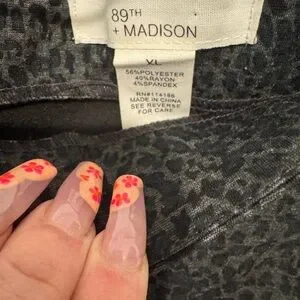 89TH
+ MADISON
XL
56%POLYESTER
40%RAYON
4%SPANDEX
RN#114186
MADE IN CHINA
SEE REVERSE
FOR CARE